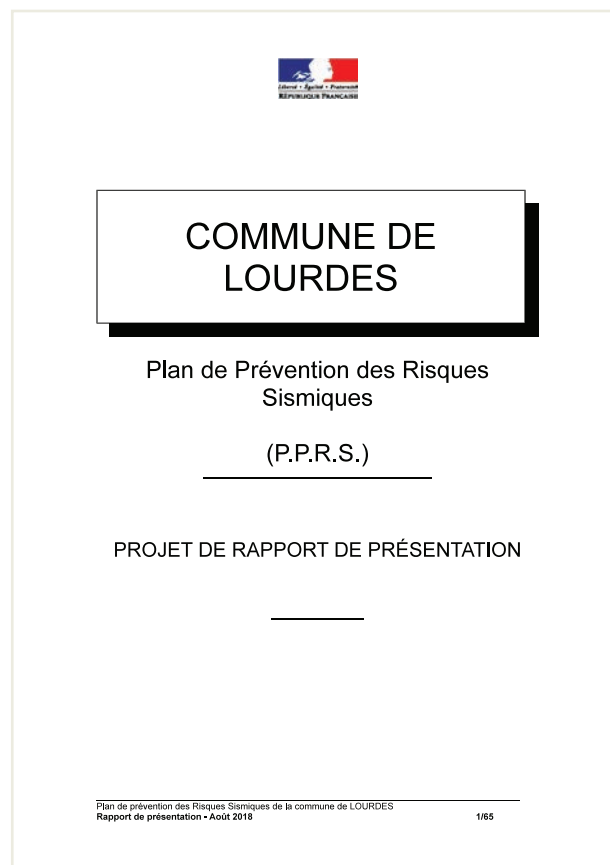 Liberté • Égalité • Fraternité
RÉPUBLIQUE FRANÇAISE
COMMUNE DE
LOURDES
Plan de Prévention des Risques
Sismiques
(P.P.R.S.)
PROJET DE RAPPORT DE PRÉSENTATION
Plan de prévention des Risques Sismiques de la commune de LOURDES
Rapport de présentation - Août 2018 1/65